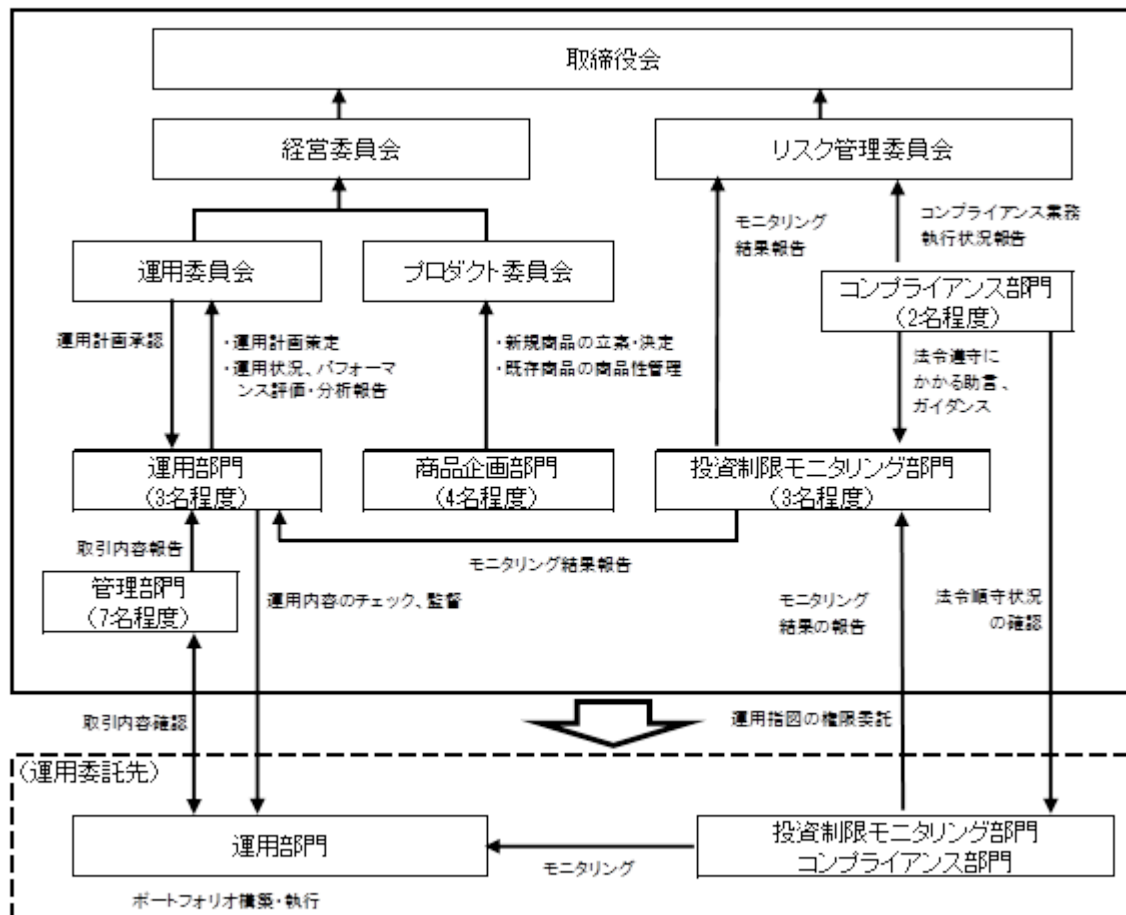 取締役会
経営委員会
リスク管理委員会
モニタリング
結果報告
コンプライアンス業務
執行状況報告
運用委員会
プロダクト委員会
コンプライアンス部門
(2名程度)
運用計画承認
・運用計画策定
・運用状況、パフォーマ
ンス評価・分析報告
・新規商品の立案・決定
・既存商品の商品性管理
法令遵守に
かかる助言、
ガイダンス
運用部門
(3名程度)
商品企画部門
(4名程度)
投資制限モニタリング部門
(3名程度)
取引内容報告
モニタリング結果報告
管理部門
(7名程度)
運用内容のチェック、監督
モニタリング
結果の報告
法令順守状況
の確認
取引内容確認
運用指図の権限委託
(運用委託先)
運用部門
モニタリング
投資制限モニタリング部門
コンプライアンス部門
ポートフォリオ構築・執行